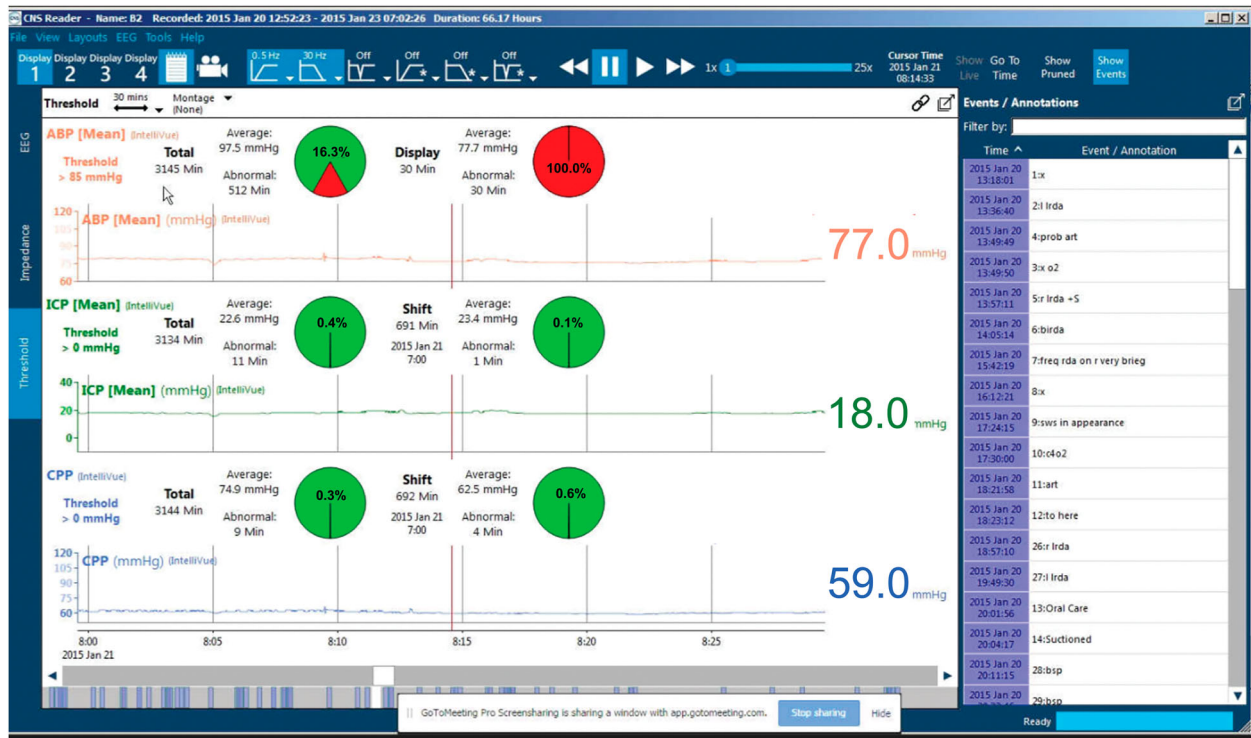 CNS Reader - Name: B2 Recorded: 2015 Jan 20 12:52:23 - 2015 Jan 23 07:02:26 Duration: 66.17 Hours
File View Layouts EEG Tools Help
Display Display Display Display
1 2 3 4
0.5 Hz 30 Hz Off Off Off Off
1x 1 25x
Cursor Time
2015 Jan 21
08:14:33
Show Live
Go To Time
Show Pruned
Show Events
EEG
Impedance
Threshold
Threshold 30 mins Montage
(None)
ABP [Mean] (IntelliVue)
Threshold
> 85 mmHg
Total
3145 Min
Average:
97.5 mmHg
Abnormal:
512 Min
16.3%
Display
30 Min
Average:
77.7 mmHg
Abnormal:
30 Min
100.0%
120
105
90
75
60
ABP [Mean] (mmHg) (IntelliVue)
77.0 mmHg
ICP [Mean] (IntelliVue)
Threshold
> 0 mmHg
Total
3134 Min
Average:
22.6 mmHg
Abnormal:
11 Min
0.4%
Shift
691 Min
2015 Jan 21
7:00
Average:
23.4 mmHg
Abnormal:
1 Min
0.1%
40
20
0
ICP [Mean] (mmHg) (IntelliVue)
18.0 mmHg
CPP (IntelliVue)
Threshold
> 0 mmHg
Total
3144 Min
Average:
74.9 mmHg
Abnormal:
9 Min
0.3%
Shift
692 Min
2015 Jan 21
7:00
Average:
62.5 mmHg
Abnormal:
4 Min
0.6%
120
105
90
75
60
CPP (mmHg) (IntelliVue)
59.0 mmHg
8:00 8:05 8:10 8:15 8:20 8:25
2015 Jan 21
GoToMeeting Pro Screensharing is sharing a window with app.gotomeeting.com. Stop sharing Hide
Events / Annotations
Filter by:
Time Event / Annotation
2015 Jan 20 13:18:01 1:x
2015 Jan 20 13:36:40 2:l lrda
2015 Jan 20 13:49:49 4:prob art
2015 Jan 20 13:49:50 3:x o2
2015 Jan 20 13:57:11 5:r lrda +S
2015 Jan 20 14:05:14 6:birda
2015 Jan 20 15:42:19 7:freq rda on r very brieg
2015 Jan 20 16:12:21 8:x
2015 Jan 20 17:24:15 9:sws in appearance
2015 Jan 20 17:30:00 10:c4o2
2015 Jan 20 18:21:58 11:art
2015 Jan 20 18:23:12 12:to here
2015 Jan 20 18:57:10 26:r lrda
2015 Jan 20 19:49:30 27:l lrda
2015 Jan 20 20:01:56 13:Oral Care
2015 Jan 20 20:04:17 14:Suctioned
2015 Jan 20 20:11:15 28:bsp
2015 Jan 20 29:bsp
Ready